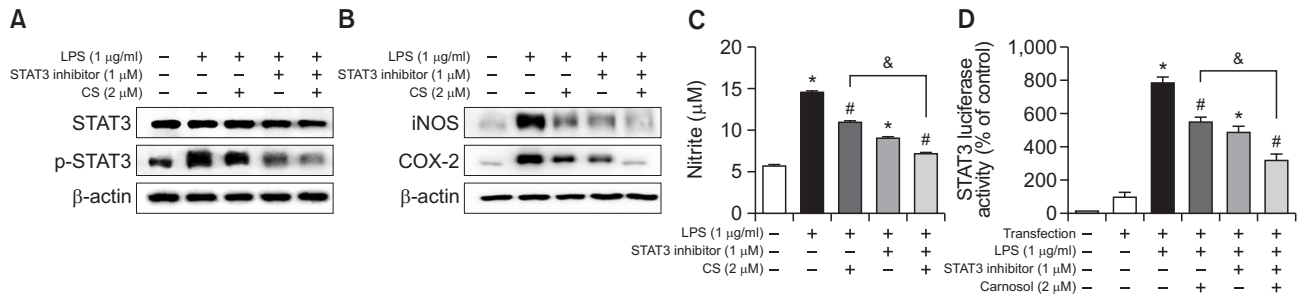 A
LPS (1 μg/ml) – + + + +
STAT3 inhibitor (1 μM) – – – + +
CS (2 μM) – – + – +
STAT3
p-STAT3
β-actin
B
LPS (1 μg/ml) – + + + +
STAT3 inhibitor (1 μM) – – – + +
CS (2 μM) – – + – +
iNOS
COX-2
β-actin
C
Nitrite (μM)
20
15
10
5
0
*
#
*
#
&
LPS (1 μg/ml) – + + + +
STAT3 inhibitor (1 μM) – – – + +
CS (2 μM) – – + – +
D
STAT3 luciferase
activity (% of control)
1,000
800
600
400
200
0
*
#
*
#
&
Transfection – + + + + +
LPS (1 μg/ml) – – + + + +
STAT3 inhibitor (1 μM) – – – – + +
Carnosol (2 μM) – – – + – +